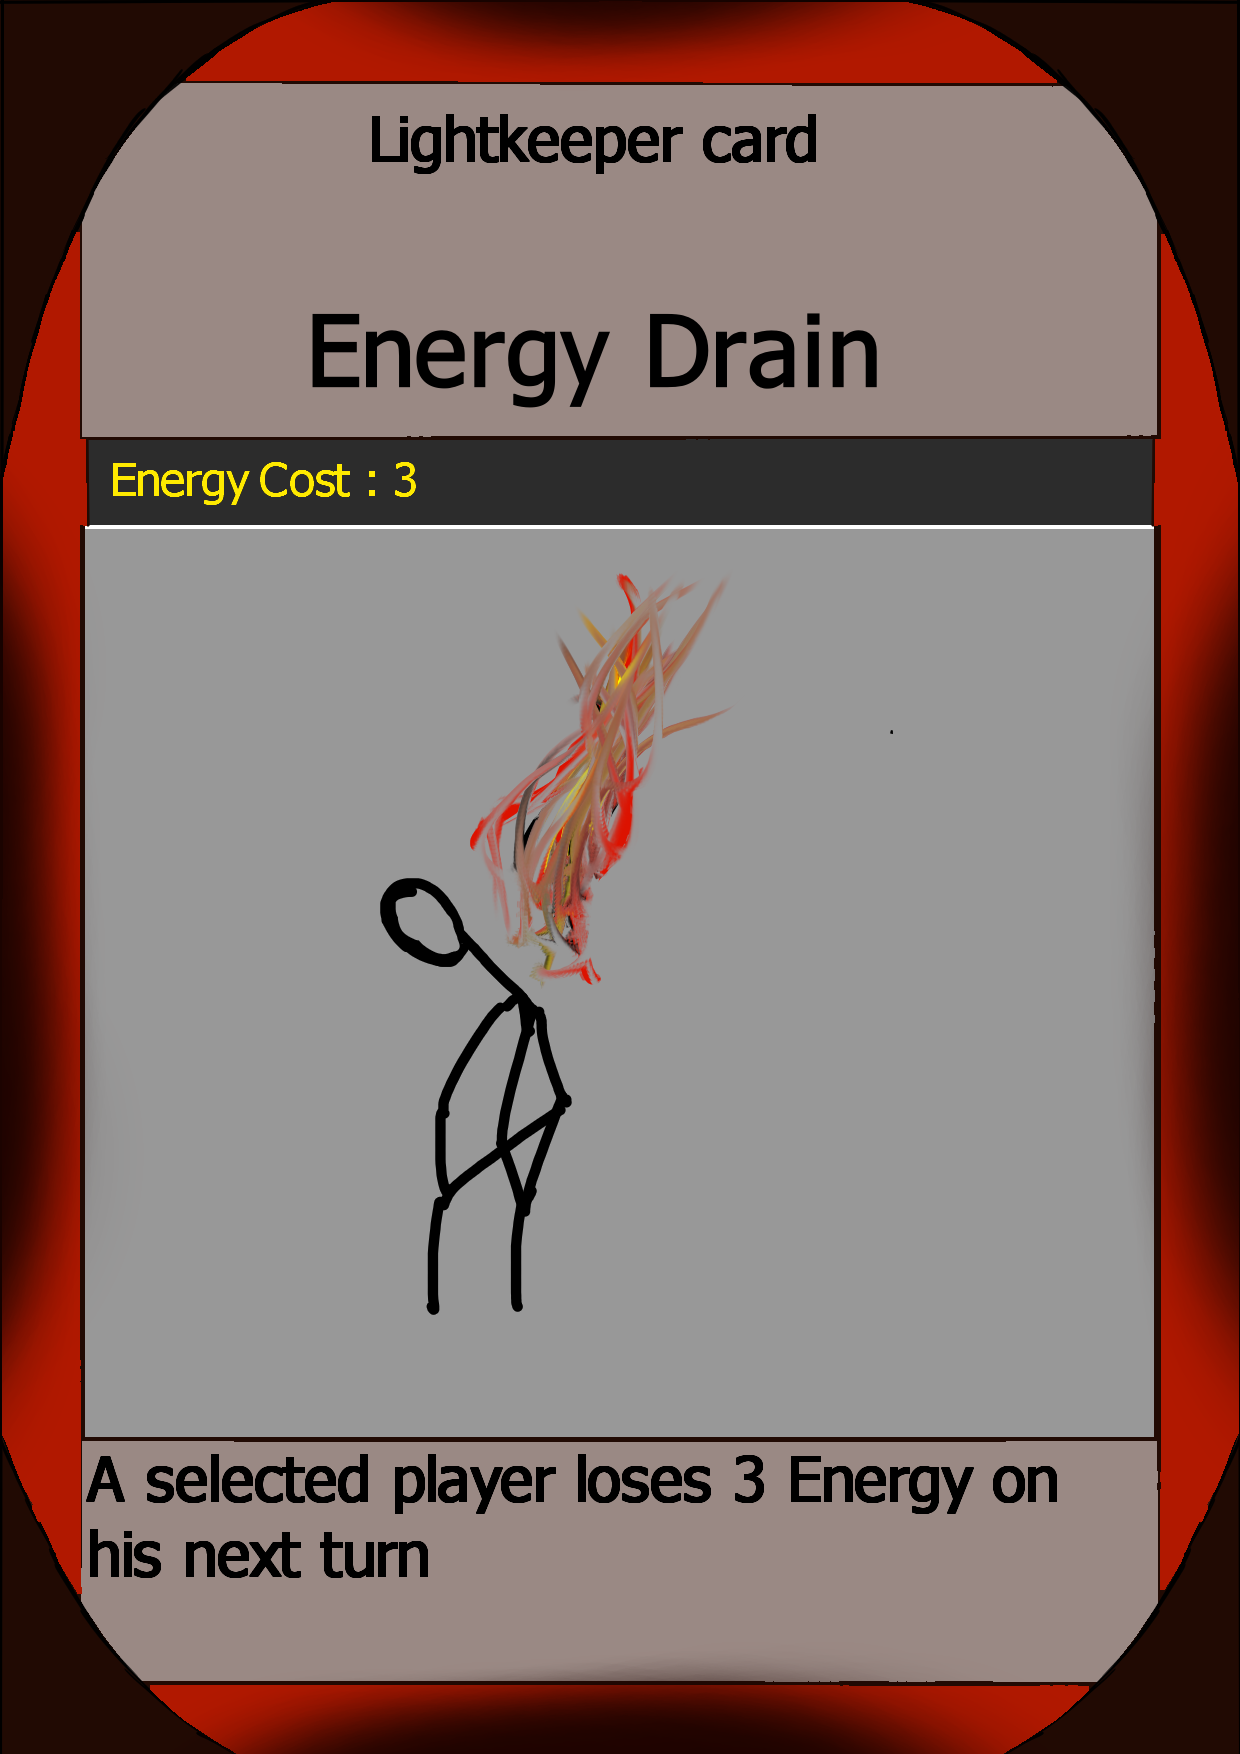 Lightkeeper card
Energy Drain
Energy Cost : 3
A selected player loses 3 Energy on
his next turn